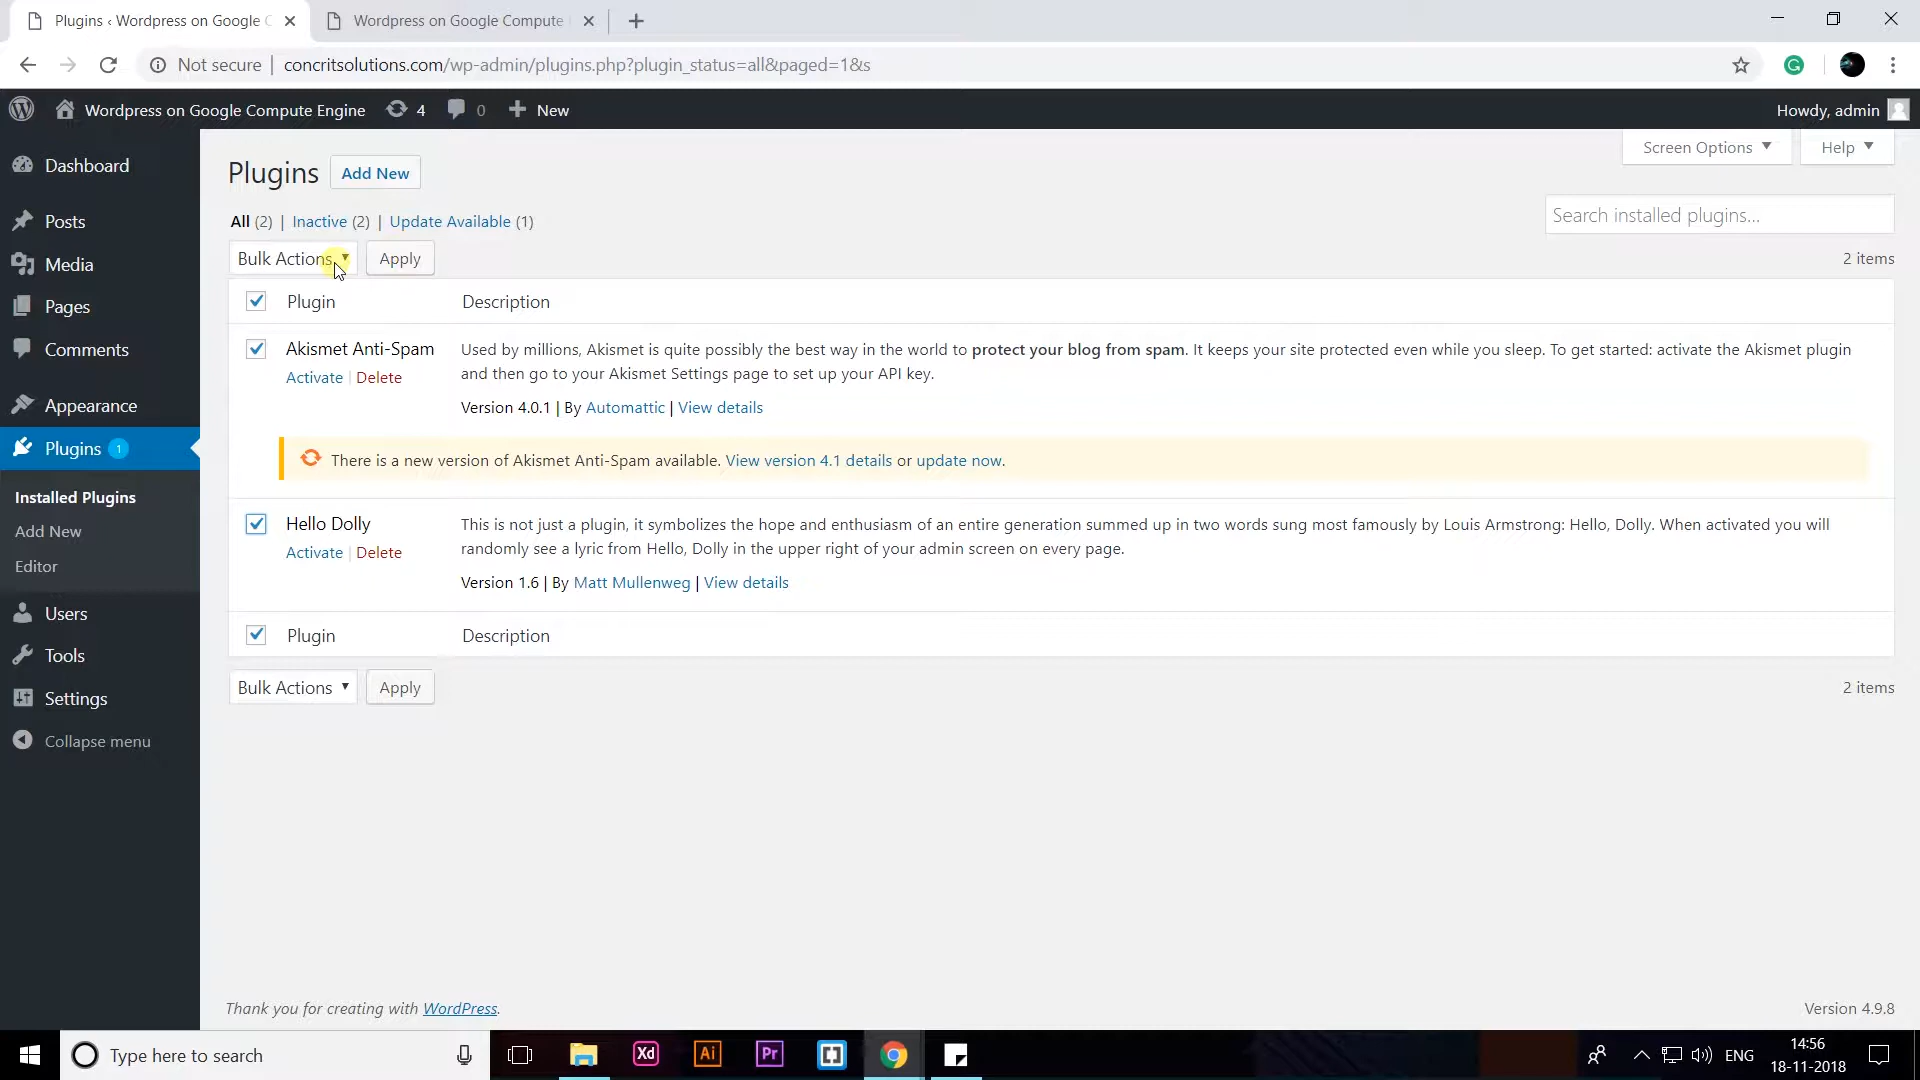 Plugins ‹ Wordpress on Google C
Wordpress on Google Compute
Not secure | concritsolutions.com/wp-admin/plugins.php?plugin_status=all&paged=1&s
Wordpress on Google Compute Engine 4 0 New
Howdy, admin
Screen Options
Help
Dashboard
Posts
Media
Pages
Comments
Appearance
Plugins 1
Installed Plugins
Add New
Editor
Users
Tools
Settings
Collapse menu
Plugins Add New
All (2) | Inactive (2) | Update Available (1)
Search installed plugins...
Bulk Actions Apply
2 items
Plugin Description
Akismet Anti-Spam
Activate | Delete
Used by millions, Akismet is quite possibly the best way in the world to protect your blog from spam. It keeps your site protected even while you sleep. To get started: activate the Akismet plugin
and then go to your Akismet Settings page to set up your API key.
Version 4.0.1 | By Automattic | View details
There is a new version of Akismet Anti-Spam available. View version 4.1 details or update now.
Hello Dolly
Activate | Delete
This is not just a plugin, it symbolizes the hope and enthusiasm of an entire generation summed up in two words sung most famously by Louis Armstrong: Hello, Dolly. When activated you will
randomly see a lyric from Hello, Dolly in the upper right of your admin screen on every page.
Version 1.6 | By Matt Mullenweg | View details
Plugin Description
Bulk Actions Apply
2 items
Thank you for creating with WordPress.
Version 4.9.8
Type here to search
Xd
Ai
Pr
ENG
14:56
18-11-2018